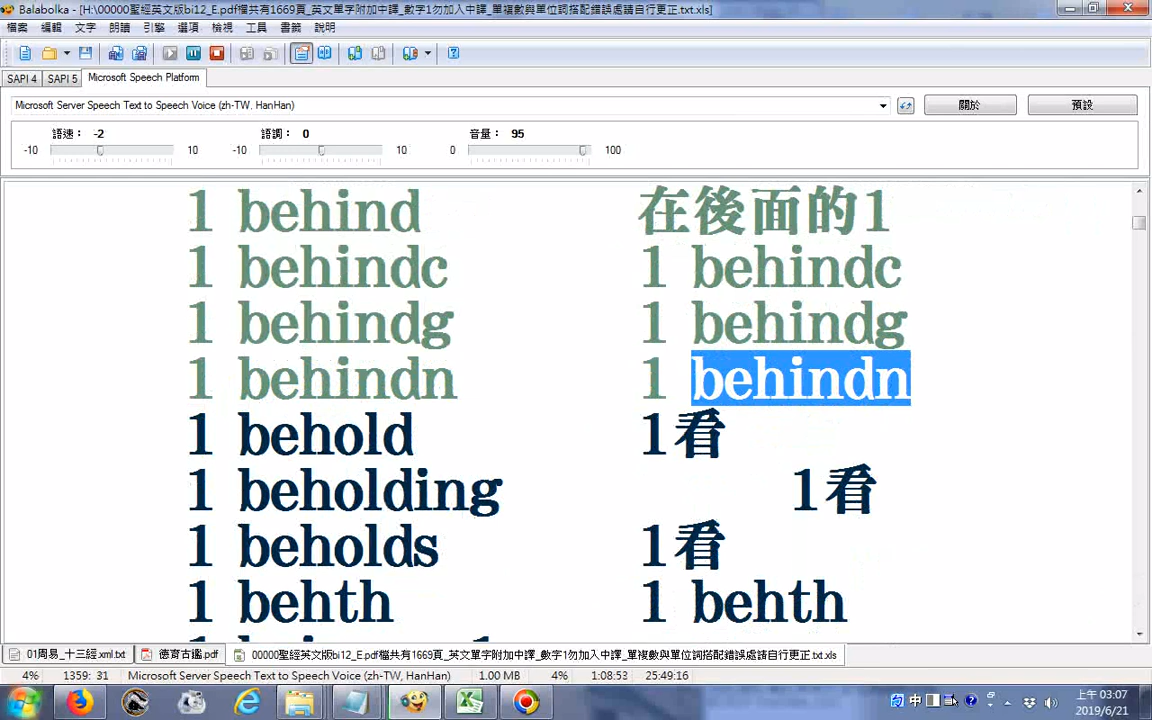 Balabolka - [H:\00000聖經英文版bi12_E.pdf檔共有1669頁_英文單字附加中譯_數字1勿加入中譯_單複數與單位詞搭配錯誤處請自行更正.txt.xls]
檔案 編輯 文字 朗讀 引擎 選項 檢視 工具 書籤 說明
SAPI 4 SAPI 5 Microsoft Speech Platform
Microsoft Server Speech Text to Speech Voice (zh-TW, HanHan) 關於 預設
語速： -2 語調： 0 音量： 95
-10 10 -10 10 0 100
1 behind 在後面的1
1 behindc 1 behindc
1 behindg 1 behindg
1 behindn 1 behindn
1 behold 1看
1 beholding 1看
1 beholds 1看
1 behth 1 behth
01周易_十三經.xml.txt 德育古鑑.pdf 00000聖經英文版bi12_E.pdf檔共有1669頁_英文單字附加中譯_數字1勿加入中譯_單複數與單位詞搭配錯誤處請自行更正.txt.xls
4% 1359: 31 Microsoft Server Speech Text to Speech Voice (zh-TW, HanHan) 1.00 MB 4% 1:08:53 25:49:16
中 上午 03:07
2019/6/21